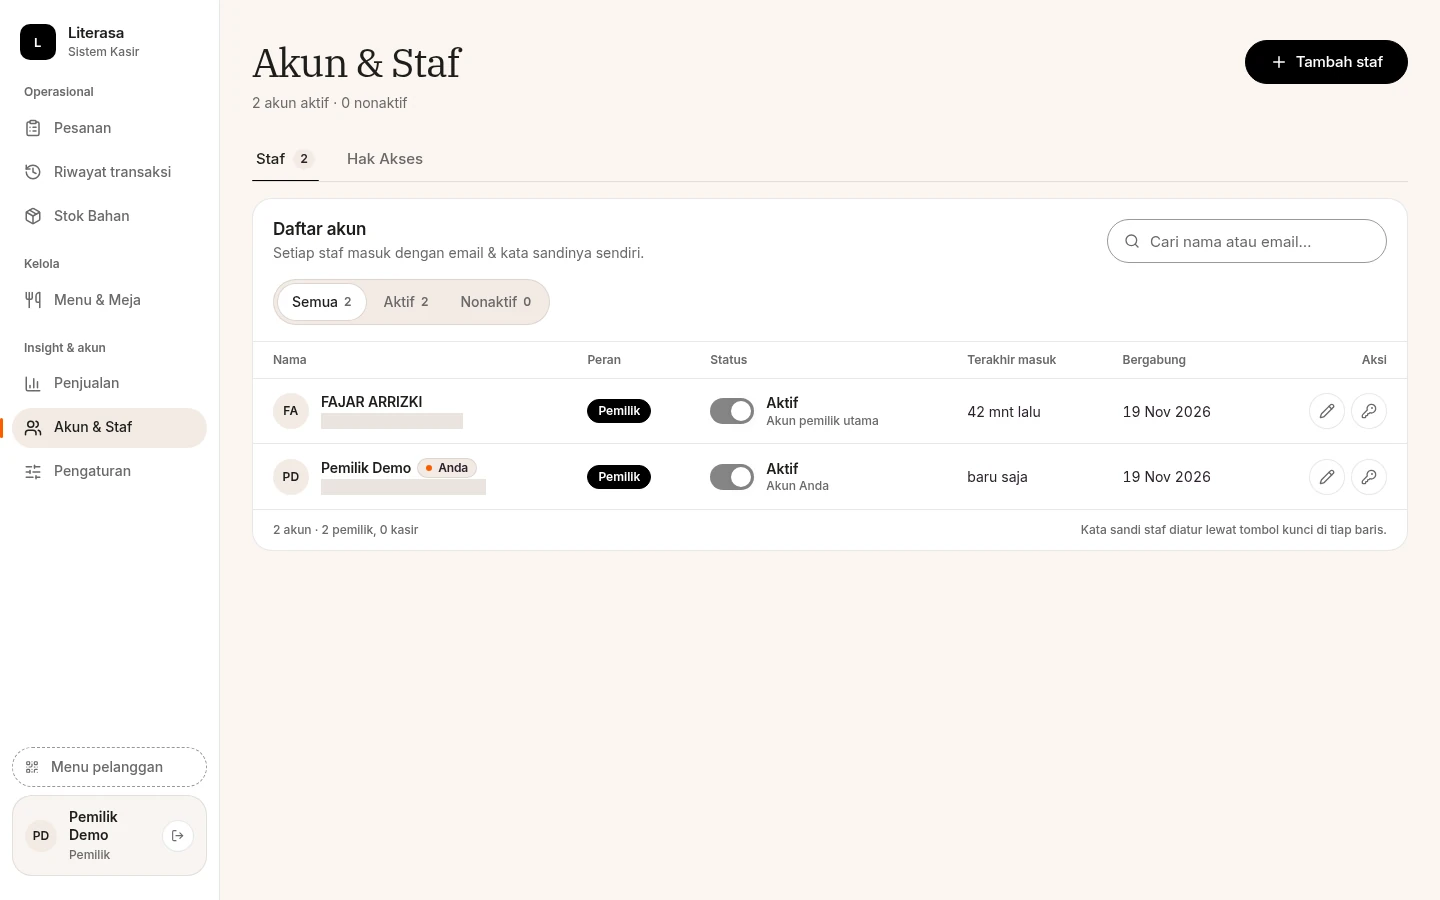 L
Literasa
Sistem Kasir
Operasional
Pesanan
Riwayat transaksi
Stok Bahan
Kelola
Menu & Meja
Insight & akun
Penjualan
Akun & Staf
Pengaturan
Menu pelanggan
PD
Pemilik
Demo
Pemilik
Akun & Staf
2 akun aktif · 0 nonaktif
Tambah staf
Staf 2
Hak Akses
Daftar akun
Setiap staf masuk dengan email & kata sandinya sendiri.
Cari nama atau email...
Semua 2 Aktif 2 Nonaktif 0
Nama Peran Status Terakhir masuk Bergabung Aksi
FA FAJAR ARRIZKI Pemilik Aktif 42 mnt lalu 19 Nov 2026
Akun pemilik utama
PD Pemilik Demo Anda Pemilik Aktif baru saja 19 Nov 2026
Akun Anda
2 akun · 2 pemilik, 0 kasir
Kata sandi staf diatur lewat tombol kunci di tiap baris.